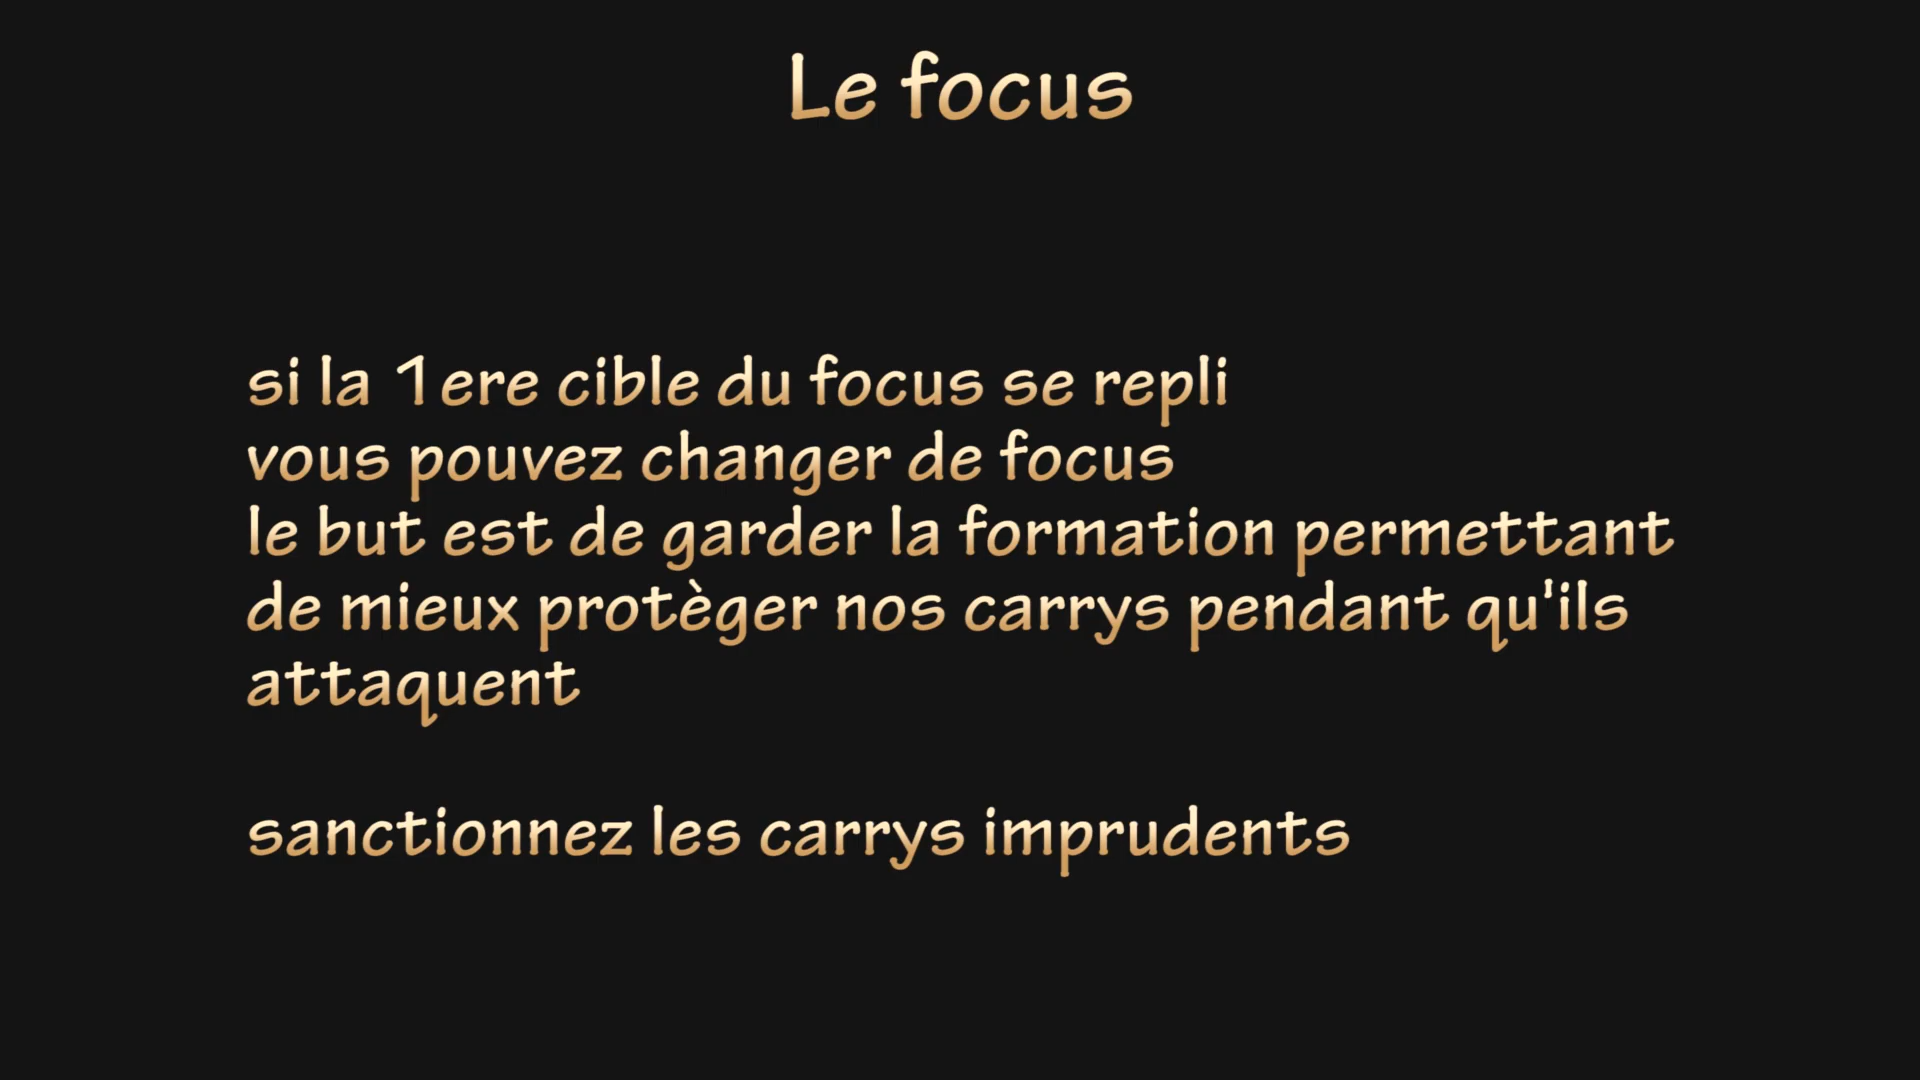 Le focus
si la 1ere cible du focus se repli
vous pouvez changer de focus
le but est de garder la formation permettant
de mieux protèger nos carrys pendant qu'ils
attaquent
sanctionnez les carrys imprudents